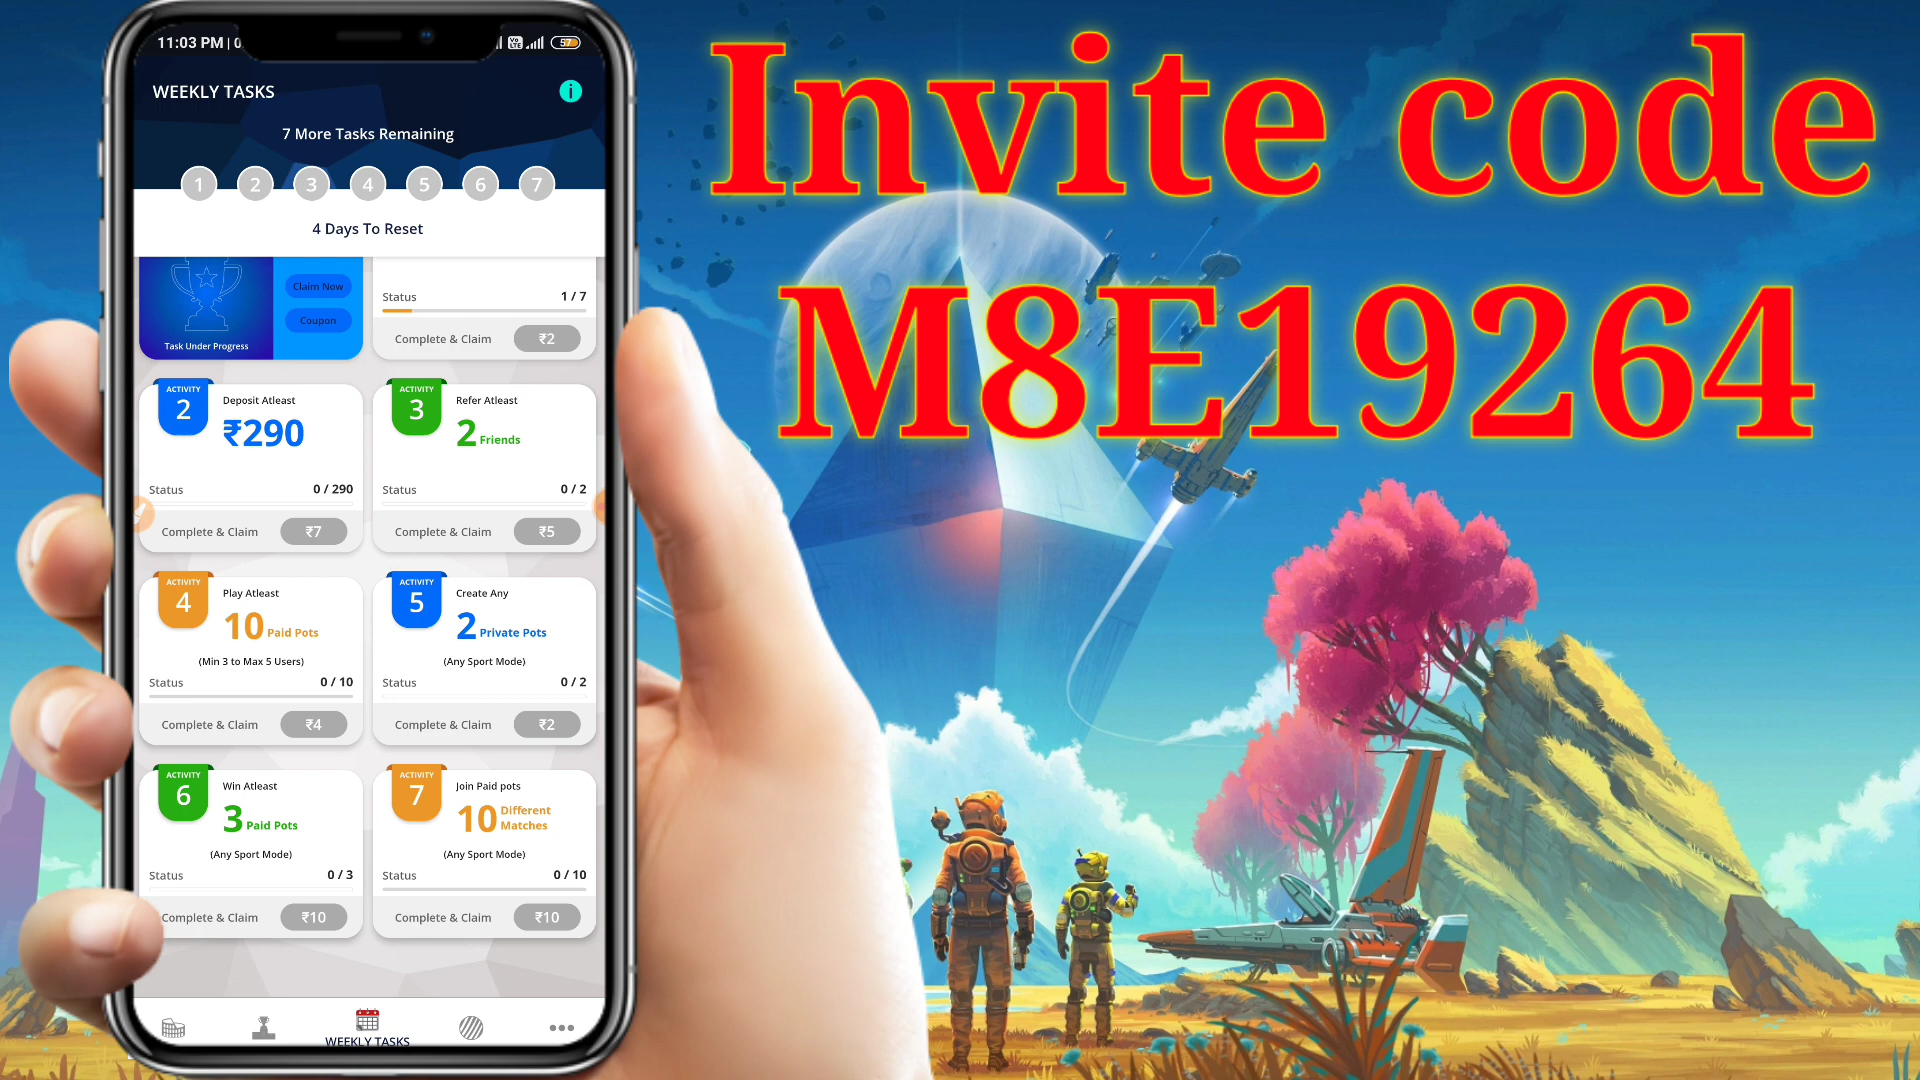 11:03 PM | 0
57
WEEKLY TASKS
i
7 More Tasks Remaining
1 2 3 4 5 6 7
4 Days To Reset
Claim Now
Coupon
Task Under Progress
Status 1 / 7
Complete & Claim ₹2
ACTIVITY
2
Deposit Atleast
₹290
Status 0 / 290
Complete & Claim ₹7
ACTIVITY
3
Refer Atleast
2 Friends
Status 0 / 2
Complete & Claim ₹5
ACTIVITY
4
Play Atleast
10 Paid Pots
(Min 3 to Max 5 Users)
Status 0 / 10
Complete & Claim ₹4
ACTIVITY
5
Create Any
2 Private Pots
(Any Sport Mode)
Status 0 / 2
Complete & Claim ₹2
ACTIVITY
6
Win Atleast
3 Paid Pots
(Any Sport Mode)
Status 0 / 3
Complete & Claim ₹10
ACTIVITY
7
Join Paid pots
10 Different
Matches
(Any Sport Mode)
Status 0 / 10
Complete & Claim ₹10
WEEKLY TASKS
Invite code
M8E19264